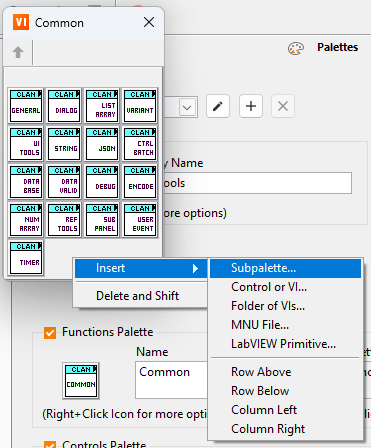 VI Common
Palettes
CLAN GENERAL
CLAN DIALOG
CLAN LIST ARRAY
CLAN VARIANT
CLAN UI TOOLS
CLAN STRING
CLAN JSON
CLAN CTRL BATCH
CLAN DATA BASE
CLAN DATA VALID
CLAN DEBUG
CLAN ENCODE
CLAN NUM ARRAY
CLAN REF TOOLS
CLAN SUB PANEL
CLAN USER EVENT
CLAN TIMER
y Name
ools
ore options)
Insert
Delete and Shift
Subpalette...
Control or VI...
Folder of VIs...
MNU File...
LabVIEW Primitive...
Row Above
Row Below
Column Left
Column Right
Functions Palette
Name
CLAN COMMON
Common
(Right+Click Icon for more optio
Controls Palette